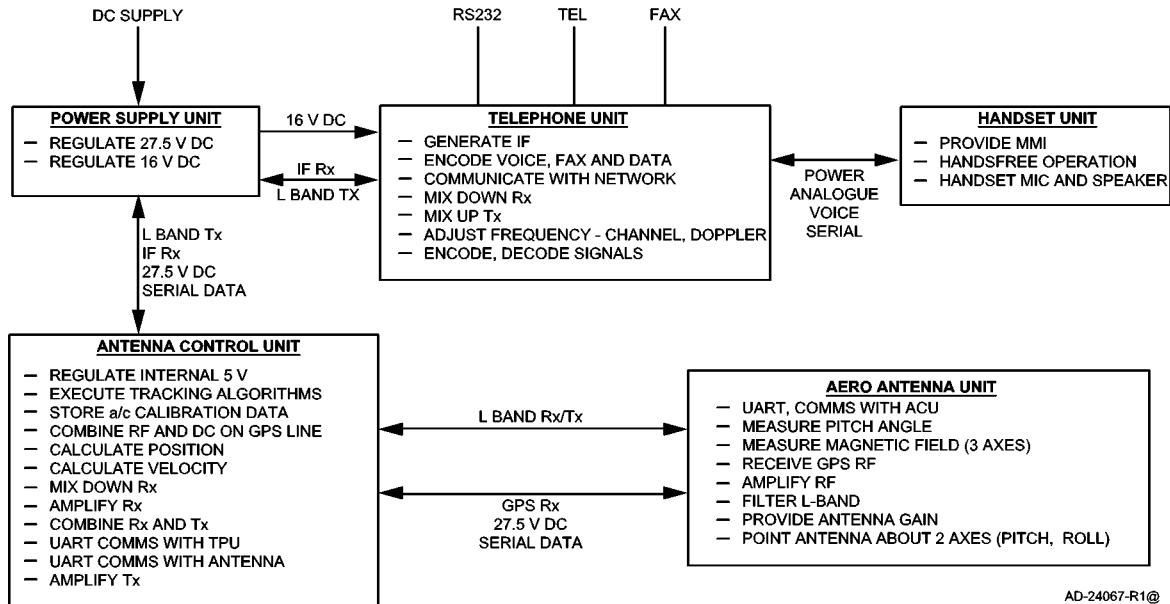 DC SUPPLY
RS232
TEL
FAX
POWER SUPPLY UNIT
– REGULATE 27.5 V DC
– REGULATE 16 V DC
16 V DC
IF Rx
L BAND TX
TELEPHONE UNIT
– GENERATE IF
– ENCODE VOICE, FAX AND DATA
– COMMUNICATE WITH NETWORK
– MIX DOWN Rx
– MIX UP Tx
– ADJUST FREQUENCY - CHANNEL, DOPPLER
– ENCODE, DECODE SIGNALS
POWER
ANALOGUE
VOICE
SERIAL
HANDSET UNIT
– PROVIDE MMI
– HANDSFREE OPERATION
– HANDSET MIC AND SPEAKER
L BAND Tx
IF Rx
27.5 V DC
SERIAL DATA
ANTENNA CONTROL UNIT
– REGULATE INTERNAL 5 V
– EXECUTE TRACKING ALGORITHMS
– STORE a/c CALIBRATION DATA
– COMBINE RF AND DC ON GPS LINE
– CALCULATE POSITION
– CALCULATE VELOCITY
– MIX DOWN Rx
– AMPLIFY Rx
– COMBINE Rx AND Tx
– UART COMMS WITH TPU
– UART COMMS WITH ANTENNA
– AMPLIFY Tx
L BAND Rx/Tx
GPS Rx
27.5 V DC
SERIAL DATA
AERO ANTENNA UNIT
– UART, COMMS WITH ACU
– MEASURE PITCH ANGLE
– MEASURE MAGNETIC FIELD (3 AXES)
– RECEIVE GPS RF
– AMPLIFY RF
– FILTER L-BAND
– PROVIDE ANTENNA GAIN
– POINT ANTENNA ABOUT 2 AXES (PITCH, ROLL)
AD-24067-R1@